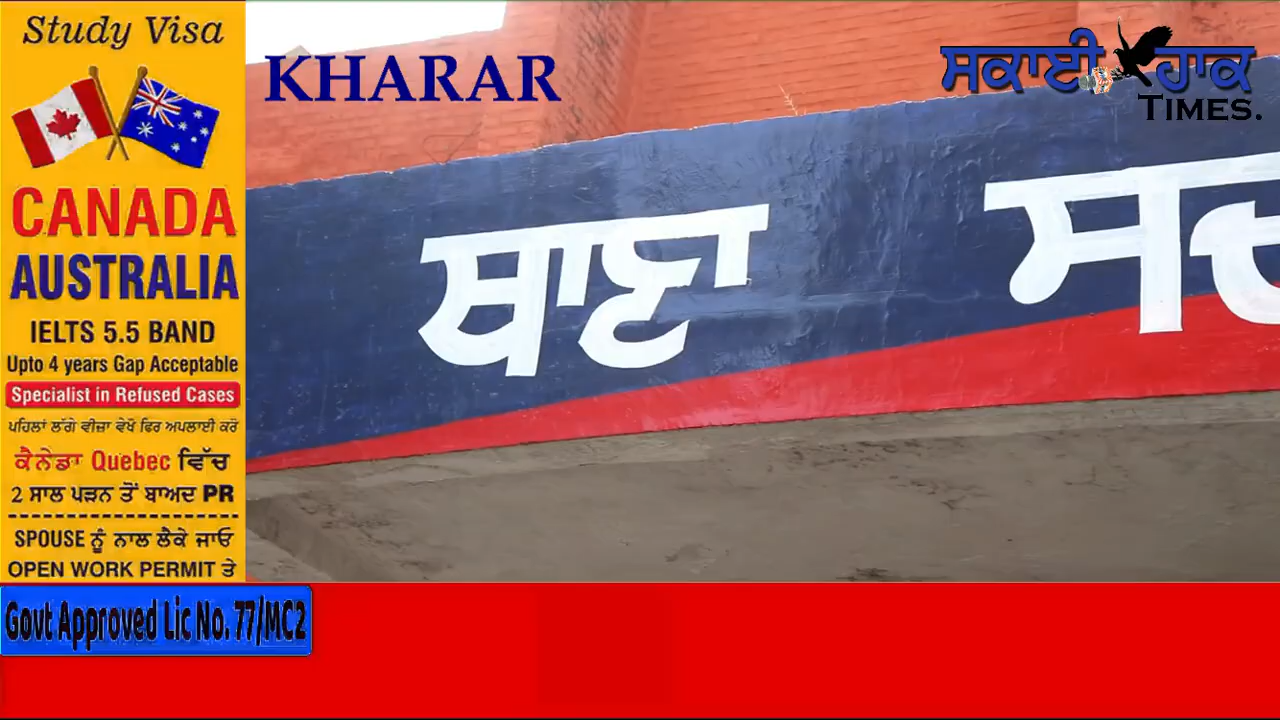 Study Visa
CANADA
AUSTRALIA
IELTS 5.5 BAND
Upto 4 years Gap Acceptable
Specialist in Refused Cases
ਪਹਿਲਾਂ ਲੱਗੇ ਵੀਜ਼ਾ ਵੇਖੋ ਫਿਰ ਅਪਲਾਈ ਕਰੋ
ਕੈਨੇਡਾ Quebec ਵਿੱਚ
2 ਸਾਲ ਪੜਨ ਤੋਂ ਬਾਅਦ PR
SPOUSE ਨੂੰ ਨਾਲ ਲੈਕੇ ਜਾਓ
OPEN WORK PERMIT ਤੇ
Govt Approved Lic No. 77/MC2
KHARAR
ਸਕਾਈ ਹਾਕ
TIMES.
ਥਾਣਾ